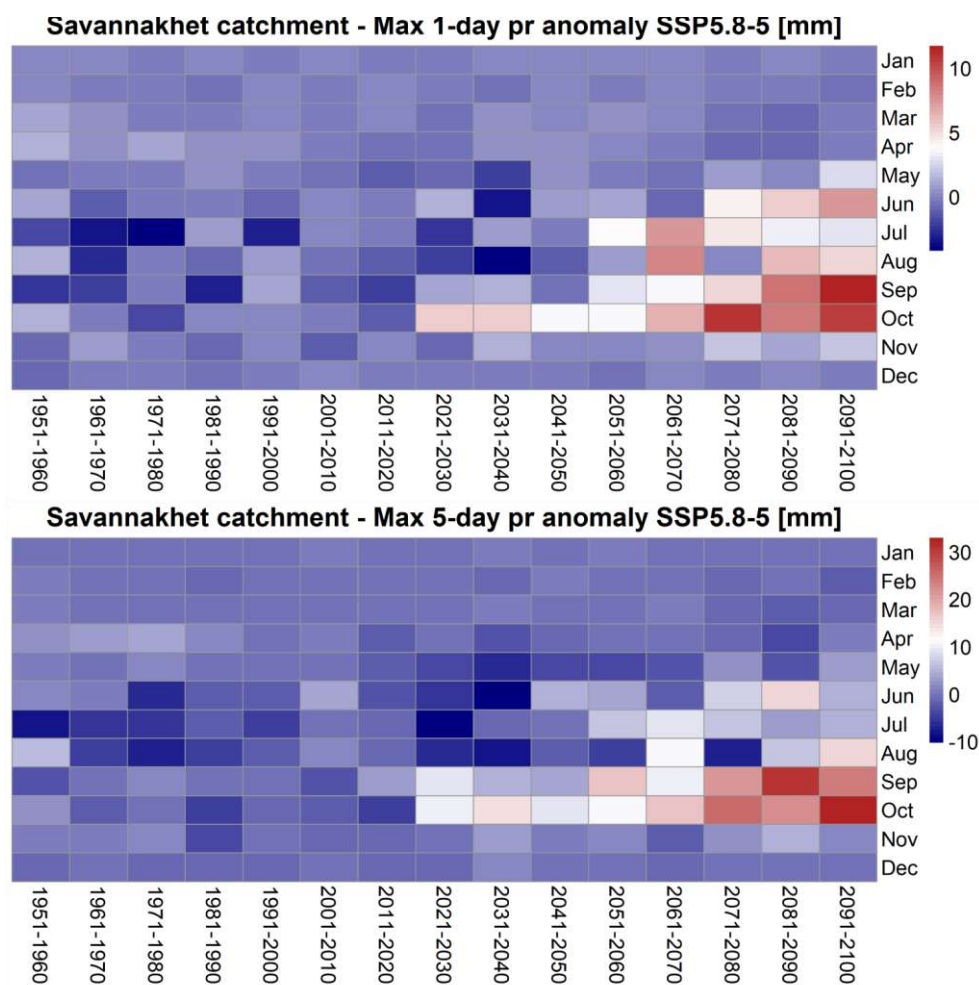 Savannakhet catchment - Max 1-day pr anomaly SSP5.8-5 [mm]
Jan
Feb
Mar
Apr
May
Jun
Jul
Aug
Sep
Oct
Nov
Dec
10
5
0
1951-1960
1961-1970
1971-1980
1981-1990
1991-2000
2001-2010
2011-2020
2021-2030
2031-2040
2041-2050
2051-2060
2061-2070
2071-2080
2081-2090
2091-2100
Savannakhet catchment - Max 5-day pr anomaly SSP5.8-5 [mm]
Jan
Feb
Mar
Apr
May
Jun
Jul
Aug
Sep
Oct
Nov
Dec
30
20
10
0
-10
1951-1960
1961-1970
1971-1980
1981-1990
1991-2000
2001-2010
2011-2020
2021-2030
2031-2040
2041-2050
2051-2060
2061-2070
2071-2080
2081-2090
2091-2100